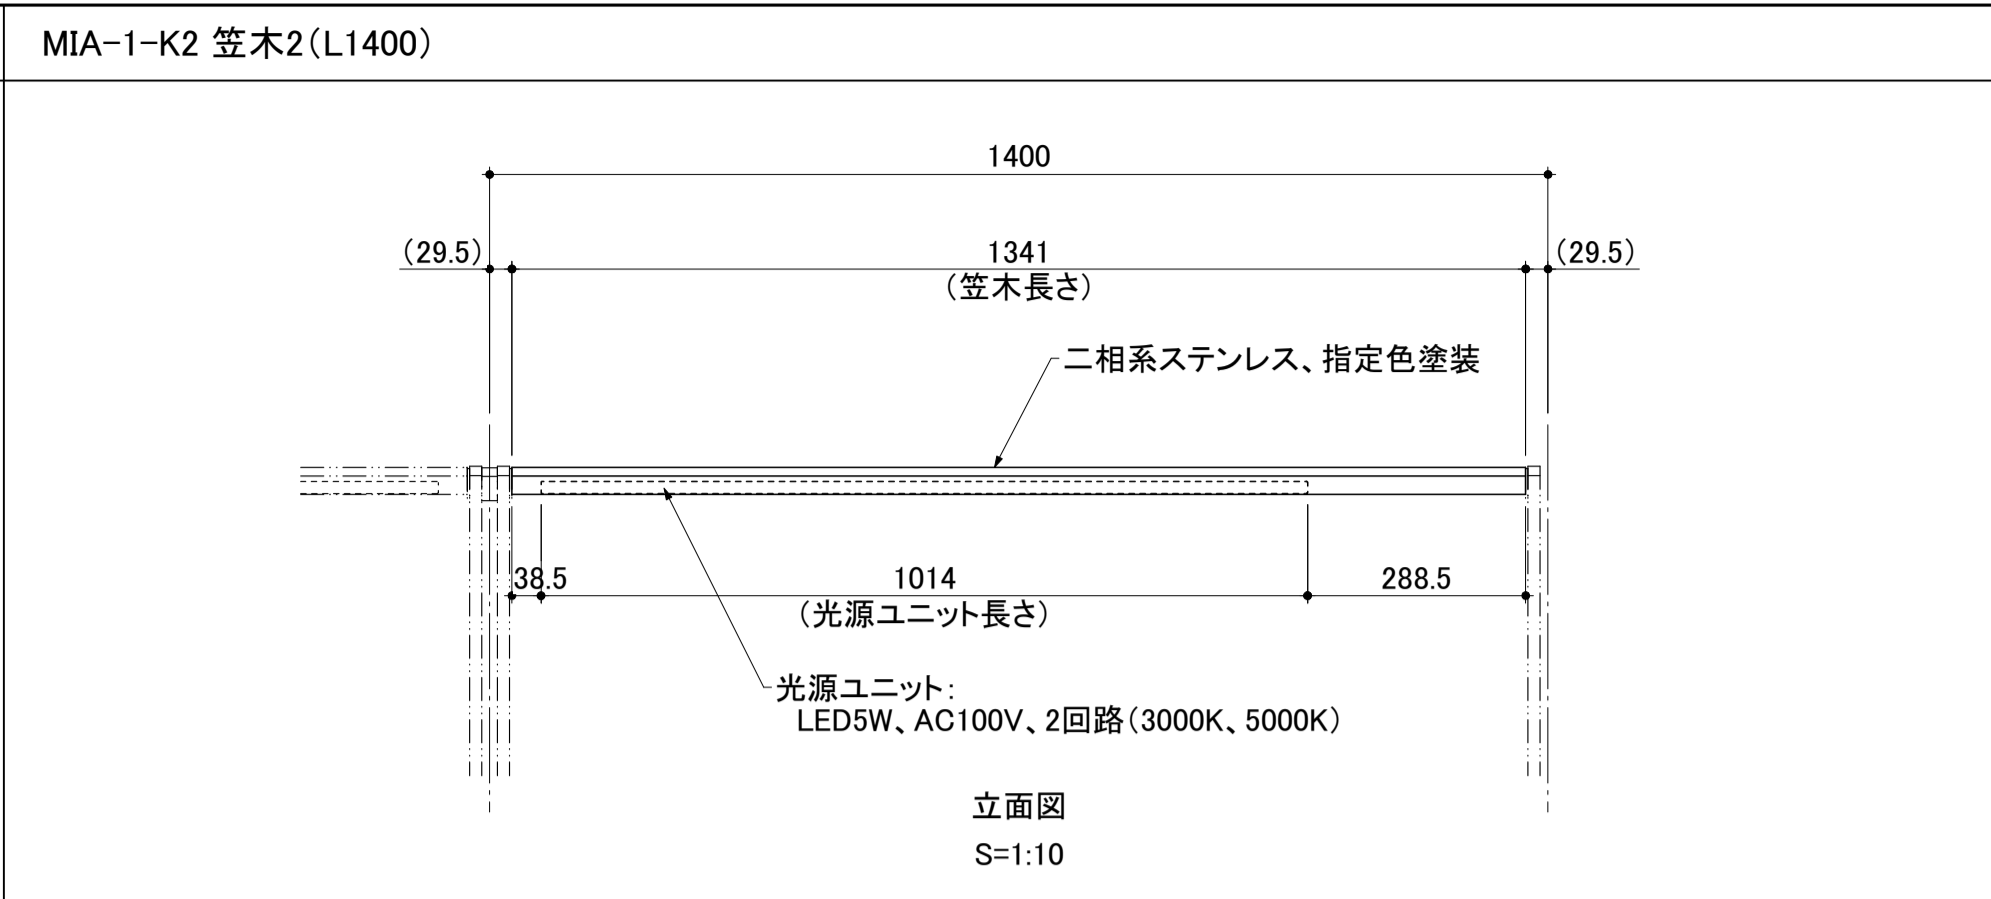 MIA-1-K2 笠木2(L1400)
1400
(29.5)
1341
(29.5)
(笠木長さ)
二相系ステンレス、指定色塗装
38.5
1014
288.5
(光源ユニット長さ)
光源ユニット:
LED5W、AC100V、2回路(3000K、5000K)
立面図
S=1:10